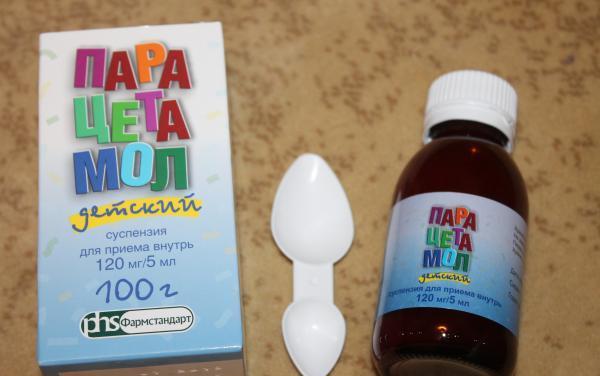 ПАРА
ЦЕТА
МОЛ
детский
суспензия
для приема внутрь
120 мг/5 мл
100 г
phs Фармстандарт
ПАРА
ЦЕТА
МОЛ
детский
суспензия для приема внутрь
120 мг/5 мл